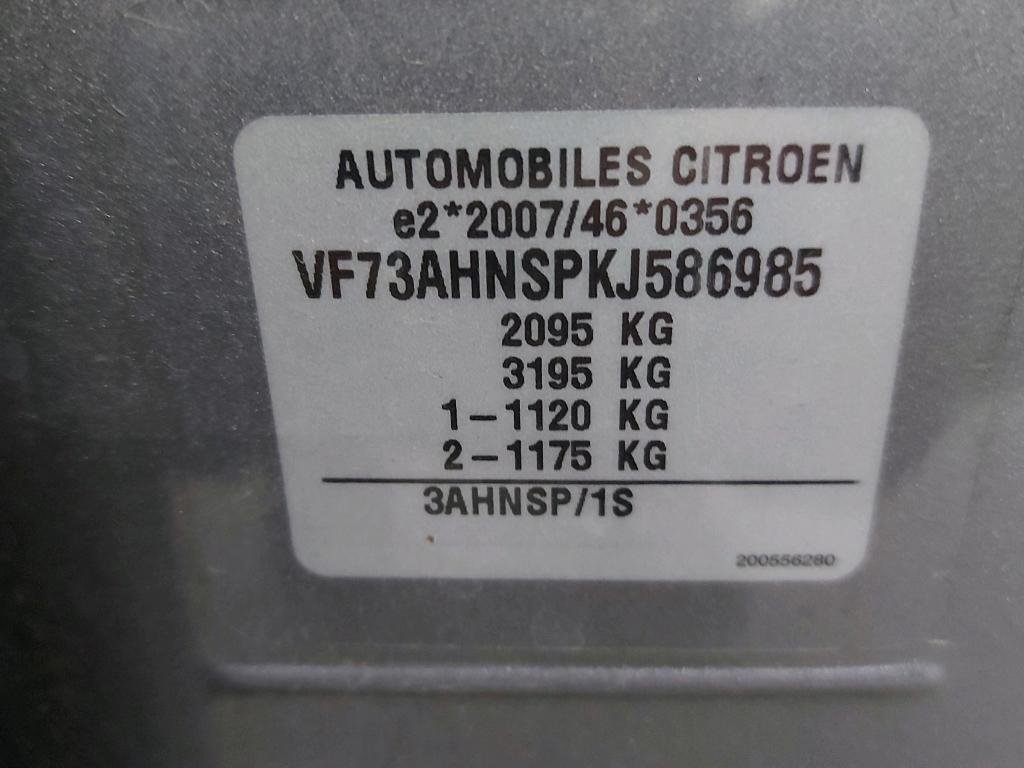 AUTOMOBILES CITROEN
e2*2007/46*0356
VF73AHNSPKJ586985
2095 KG
3195 KG
1-1120 KG
2-1175 KG
3AHNSP/1S
200556280